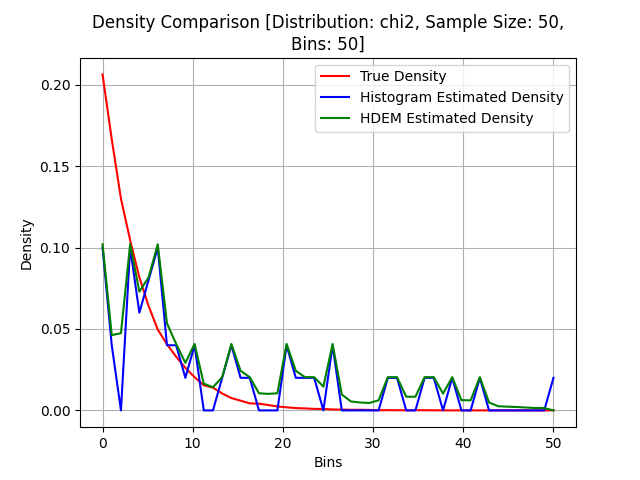 Density Comparison [Distribution: chi2, Sample Size: 50,
Bins: 50]
True Density
Histogram Estimated Density
HDEM Estimated Density
Density
0.20
0.15
0.10
0.05
0.00
0
10
20
30
40
50
Bins